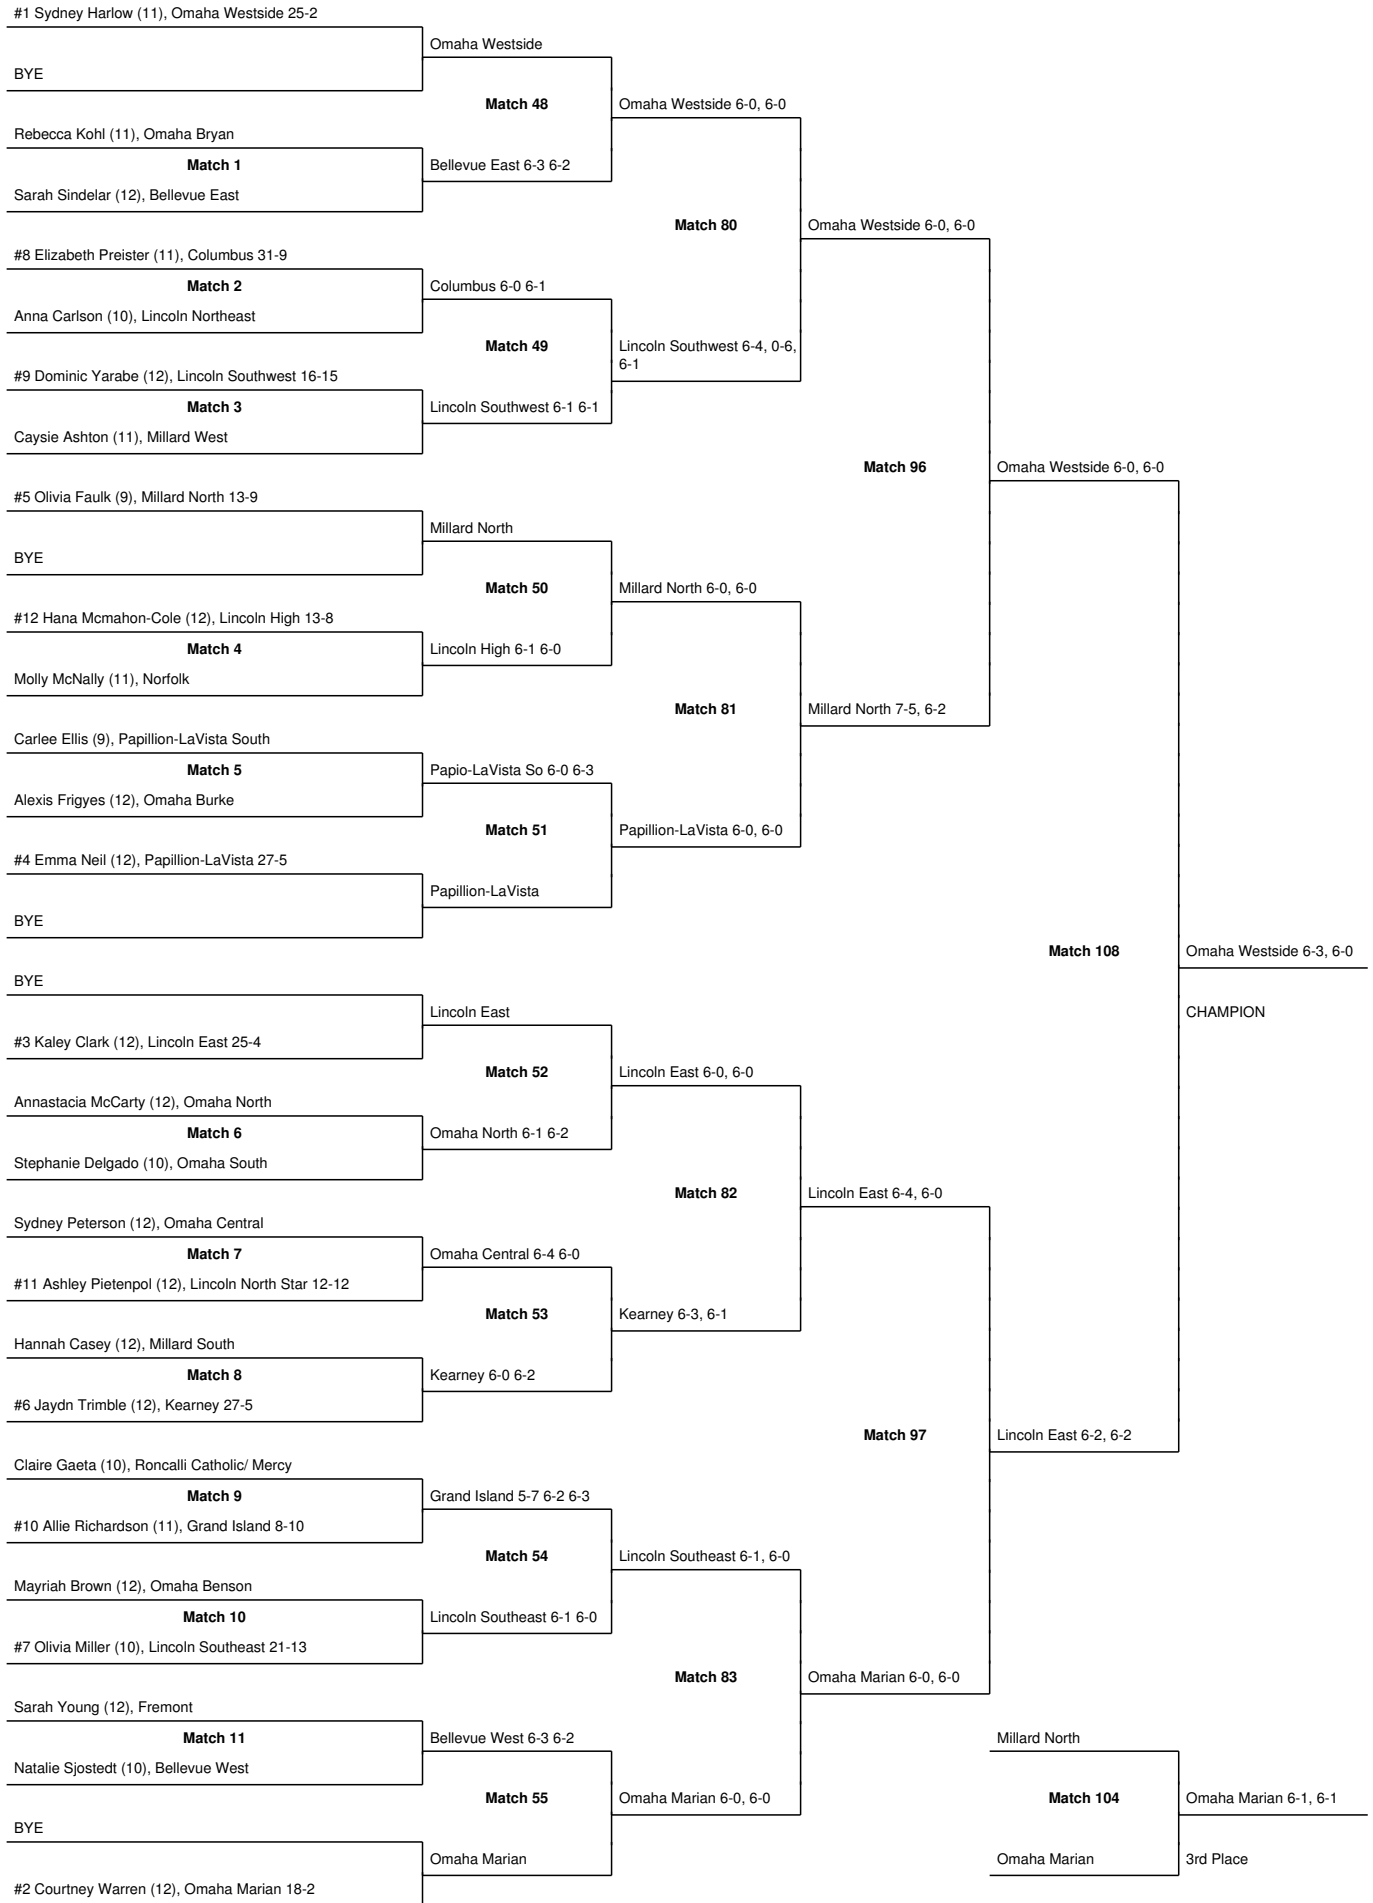 #1 Sydney Harlow (11), Omaha Westside 25-2
Omaha Westside
BYE
Match 48
Omaha Westside 6-0, 6-0
Rebecca Kohl (11), Omaha Bryan
Match 1
Bellevue East 6-3 6-2
Sarah Sindelar (12), Bellevue East
Match 80
Omaha Westside 6-0, 6-0
#8 Elizabeth Preister (11), Columbus 31-9
Match 2
Columbus 6-0 6-1
Anna Carlson (10), Lincoln Northeast
Match 49
Lincoln Southwest 6-4, 0-6,
6-1
#9 Dominic Yarabe (12), Lincoln Southwest 16-15
Match 3
Lincoln Southwest 6-1 6-1
Caysie Ashton (11), Millard West
Match 96
Omaha Westside 6-0, 6-0
#5 Olivia Faulk (9), Millard North 13-9
Millard North
BYE
Match 50
Millard North 6-0, 6-0
#12 Hana Mcmahon-Cole (12), Lincoln High 13-8
Match 4
Lincoln High 6-1 6-0
Molly McNally (11), Norfolk
Match 81
Millard North 7-5, 6-2
Carlee Ellis (9), Papillion-LaVista South
Match 5
Papio-LaVista So 6-0 6-3
Alexis Frigyes (12), Omaha Burke
Match 51
Papillion-LaVista 6-0, 6-0
#4 Emma Neil (12), Papillion-LaVista 27-5
Papillion-LaVista
BYE
Match 108
Omaha Westside 6-3, 6-0
BYE
Lincoln East
CHAMPION
#3 Kaley Clark (12), Lincoln East 25-4
Match 52
Lincoln East 6-0, 6-0
Annastacia McCarty (12), Omaha North
Match 6
Omaha North 6-1 6-2
Stephanie Delgado (10), Omaha South
Match 82
Lincoln East 6-4, 6-0
Sydney Peterson (12), Omaha Central
Match 7
Omaha Central 6-4 6-0
#11 Ashley Pietenpol (12), Lincoln North Star 12-12
Match 53
Kearney 6-3, 6-1
Hannah Casey (12), Millard South
Match 8
Kearney 6-0 6-2
#6 Jaydn Trimble (12), Kearney 27-5
Match 97
Lincoln East 6-2, 6-2
Claire Gaeta (10), Roncalli Catholic/ Mercy
Match 9
Grand Island 5-7 6-2 6-3
#10 Allie Richardson (11), Grand Island 8-10
Match 54
Lincoln Southeast 6-1, 6-0
Mayriah Brown (12), Omaha Benson
Match 10
Lincoln Southeast 6-1 6-0
#7 Olivia Miller (10), Lincoln Southeast 21-13
Match 83
Omaha Marian 6-0, 6-0
Sarah Young (12), Fremont
Match 11
Bellevue West 6-3 6-2
Millard North
Natalie Sjostedt (10), Bellevue West
Match 55
Omaha Marian 6-0, 6-0
Match 104
Omaha Marian 6-1, 6-1
BYE
Omaha Marian
Omaha Marian
3rd Place
#2 Courtney Warren (12), Omaha Marian 18-2